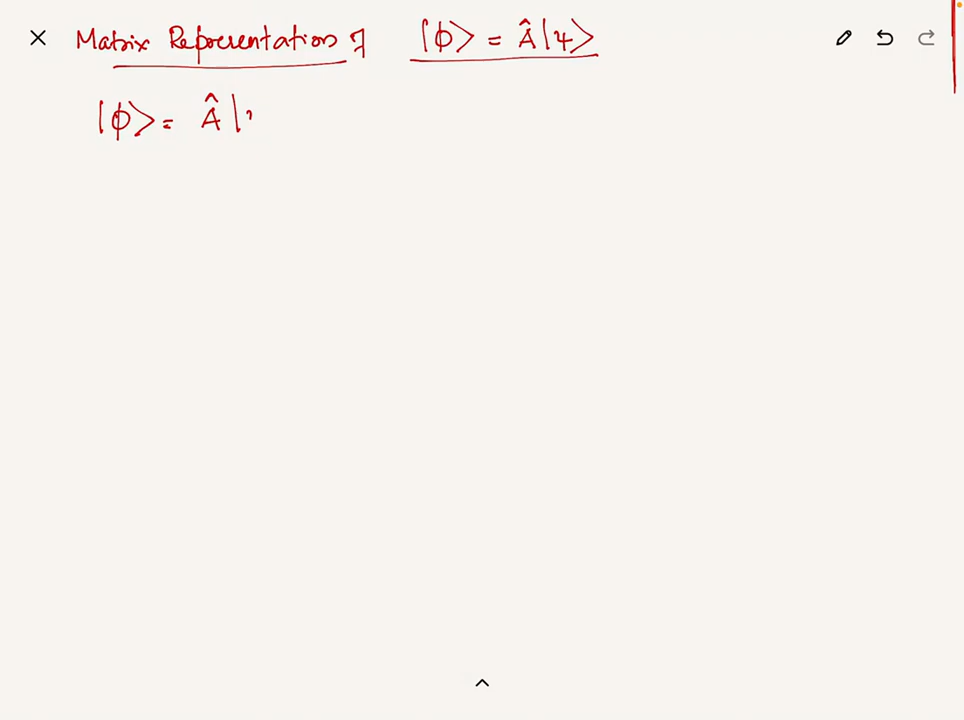 Matrix Representation of |ϕ⟩ = Â|ψ⟩
|ϕ⟩ = Â|